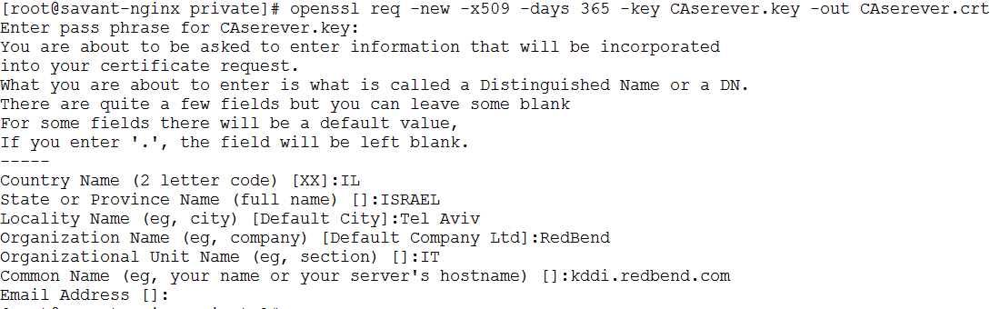 [root@savant-nginx private]# openssl req -new -x509 -days 365 -key CAserever.key -out CAserever.crt
Enter pass phrase for CAserever.key:
You are about to be asked to enter information that will be incorporated
into your certificate request.
What you are about to enter is what is called a Distinguished Name or a DN.
There are quite a few fields but you can leave some blank
For some fields there will be a default value,
If you enter '.', the field will be left blank.
-----
Country Name (2 letter code) [XX]:IL
State or Province Name (full name) []:ISRAEL
Locality Name (eg, city) [Default City]:Tel Aviv
Organization Name (eg, company) [Default Company Ltd]:RedBend
Organizational Unit Name (eg, section) []:IT
Common Name (eg, your name or your server's hostname) []:kddi.redbend.com
Email Address []: